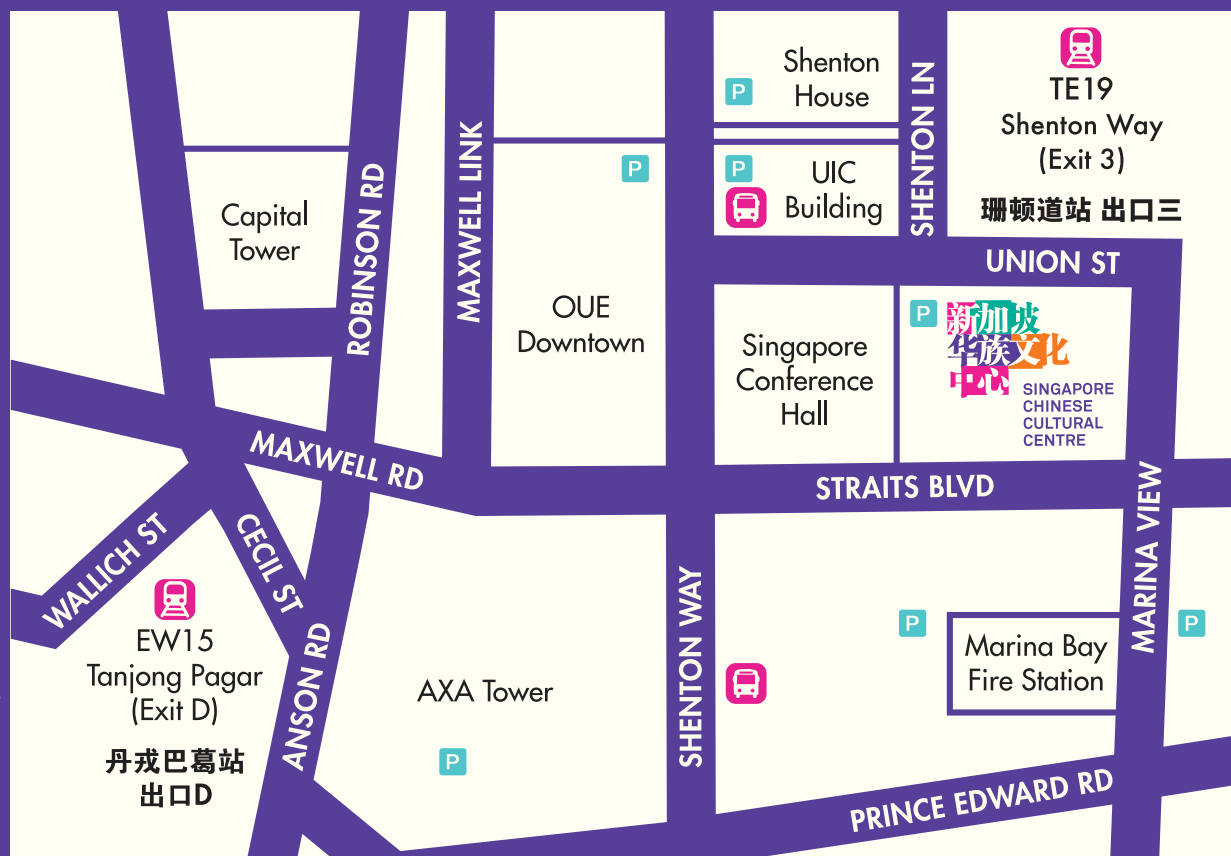 Shenton
House
P
SHENTON LN
TE19
Shenton Way
(Exit 3)
珊顿道站 出口三
P
P
UIC
Building
MAXWELL LINK
ROBINSON RD
Capital
Tower
UNION ST
OUE
Downtown
P
新加坡
华族文化
中心
SINGAPORE
CHINESE
CULTURAL
CENTRE
Singapore
Conference
Hall
MAXWELL RD
STRAITS BLVD
MARINA VIEW
WALLICH ST
CECIL ST
EW15
Tanjong Pagar
(Exit D)
丹戎巴葛站
出口D
ANSON RD
AXA Tower
P
SHENTON WAY
P
Marina Bay
Fire Station
P
PRINCE EDWARD RD